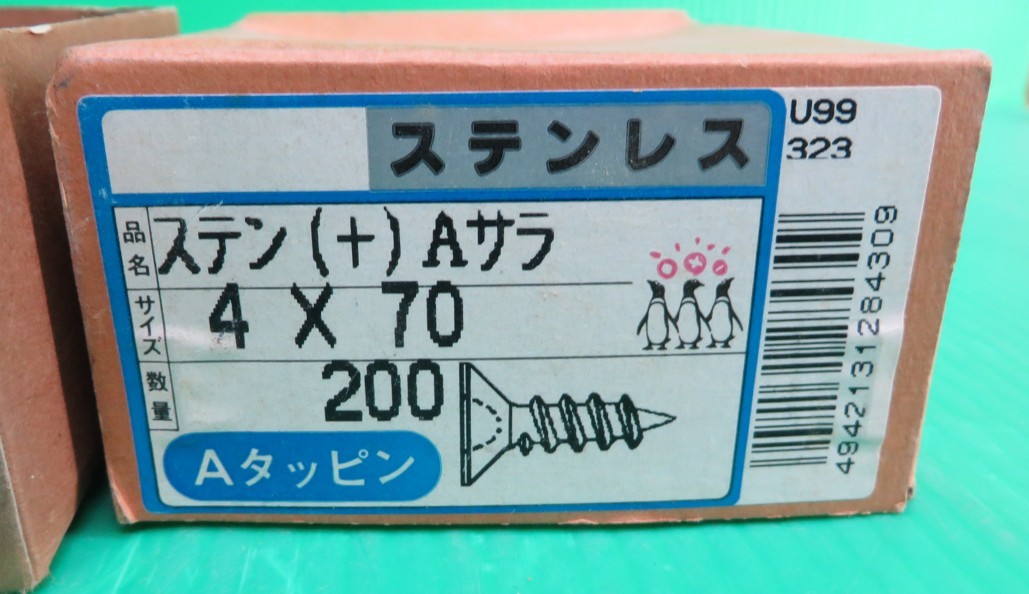 ステンレス
U99
323
品名 ステン(+)Aサラ
サイズ 4 X 70
数量 200
Aタッピン
4942131284309